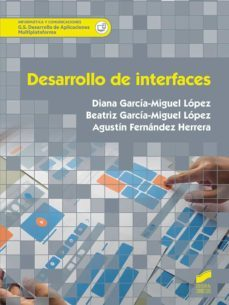 INFORMÁTICA Y COMUNICACIONES
G.S. Desarrollo de Aplicaciones
Multiplataforma
Desarrollo de interfaces
Diana García-Miguel López
Beatriz García-Miguel López
Agustín Fernández Herrera